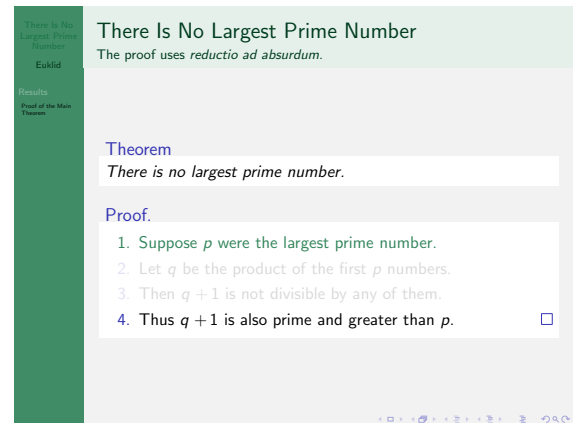 There Is No
Largest Prime
Number
Euklid
Results
Proof of the Main
Theorem
There Is No Largest Prime Number
The proof uses reductio ad absurdum.
Theorem
There is no largest prime number.
Proof.
1. Suppose p were the largest prime number.
2. Let q be the product of the first p numbers.
3. Then q + 1 is not divisible by any of them.
4. Thus q + 1 is also prime and greater than p.